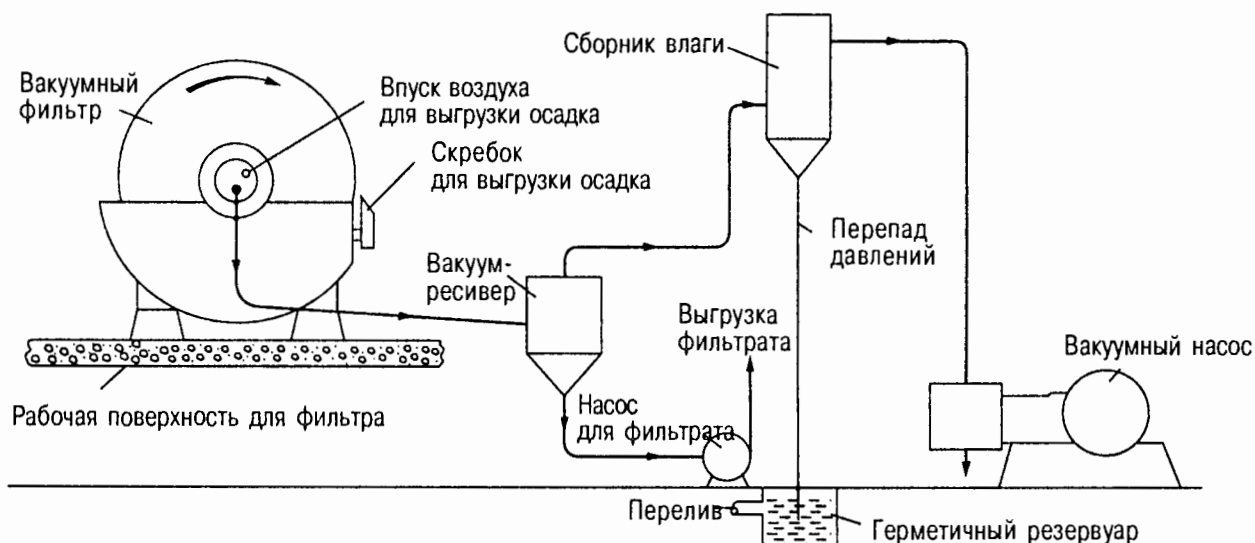 Вакуумный
фильтр
Впуск воздуха
для выгрузки осадка
Скребок
для выгрузки осадка
Рабочая поверхность для фильтра
Вакуум-
ресивер
Насос
для фильтрата
Выгрузка
фильтрата
Сборник влаги
Перепад
давлений
Вакуумный насос
Перелив
Герметичный резервуар